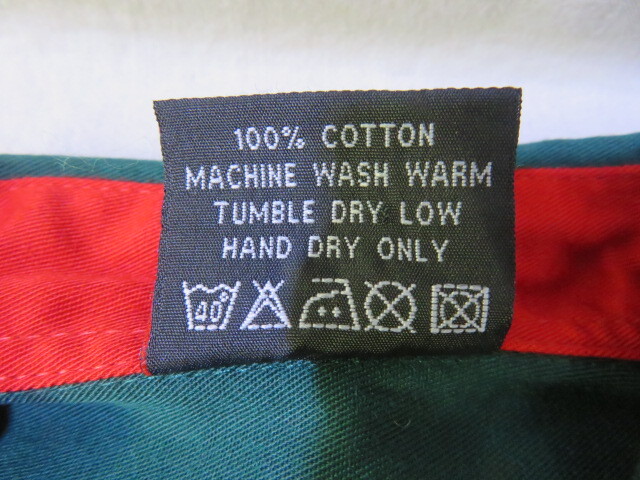 100% COTTON
MACHINE WASH WARM
TUMBLE DRY LOW
HAND DRY ONLY
40°